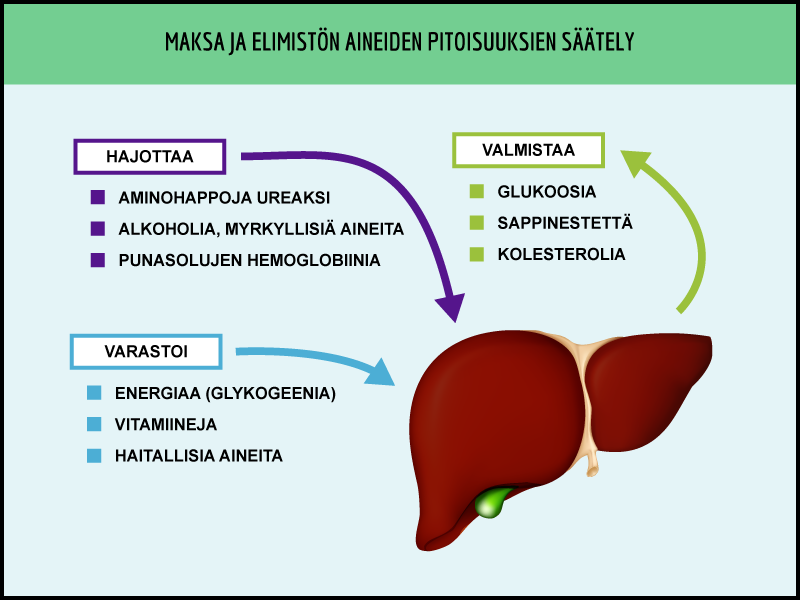 MAKSA JA ELIMISTÖN AINEIDEN PITOISUUKSIEN SÄÄTELY
HAJOTTAA
AMINOHAPPOJA UREAKSI
ALKOHOLIA, MYRKYLLISIÄ AINEITA
PUNASOLUJEN HEMOGLOBIINIA
VALMISTAA
GLUKOOSIA
SAPPINESTETTÄ
KOLESTEROLIA
VARASTOI
ENERGIAA (GLYKOGEENIA)
VITAMIINEJA
HAITALLISIA AINEITA